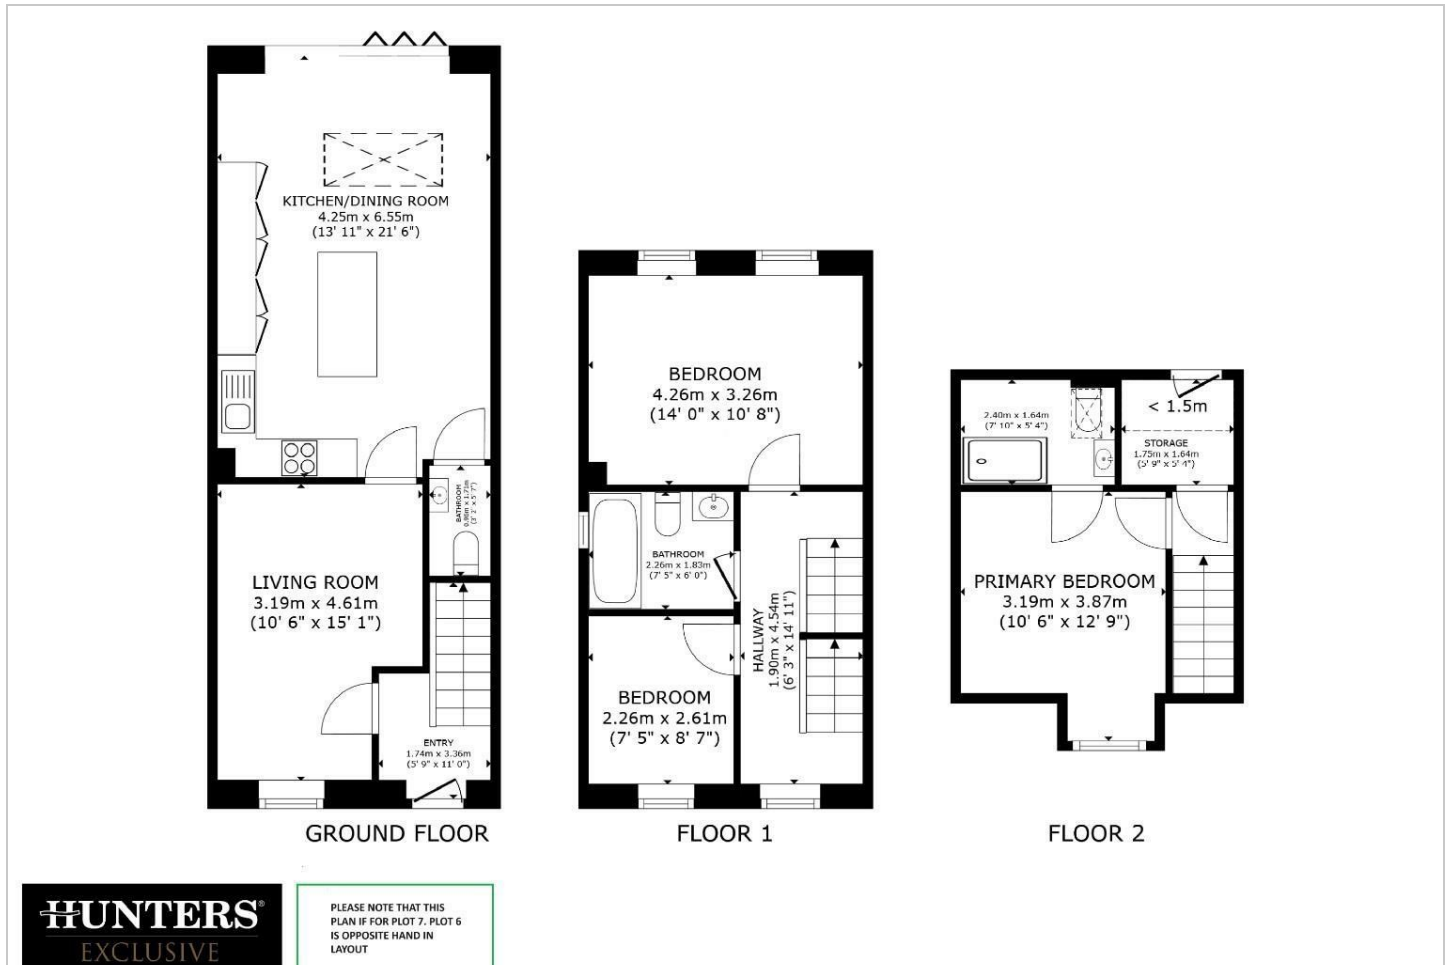 KITCHEN/DINING ROOM
4.25m x 6.55m
(13' 11" x 21' 6")
BATHROOM
0.98m x 1.71m
(3' 2" x 5' 7")
LIVING ROOM
3.19m x 4.61m
(10' 6" x 15' 1")
ENTRY
1.74m x 3.36m
(5' 9" x 11' 0")
GROUND FLOOR
BEDROOM
4.26m x 3.26m
(14' 0" x 10' 8")
BATHROOM
2.26m x 1.83m
(7' 5" x 6' 0")
HALLWAY
1.90m x 4.54m
(6' 3" x 14' 11")
BEDROOM
2.26m x 2.61m
(7' 5" x 8' 7")
FLOOR 1
2.40m x 1.64m
(7' 10" x 5' 4")
< 1.5m
STORAGE
1.75m x 1.64m
(5' 9" x 5' 4")
PRIMARY BEDROOM
3.19m x 3.87m
(10' 6" x 12' 9")
FLOOR 2
HUNTERS®
EXCLUSIVE
PLEASE NOTE THAT THIS
PLAN IF FOR PLOT 7. PLOT 6
IS OPPOSITE HAND IN
LAYOUT